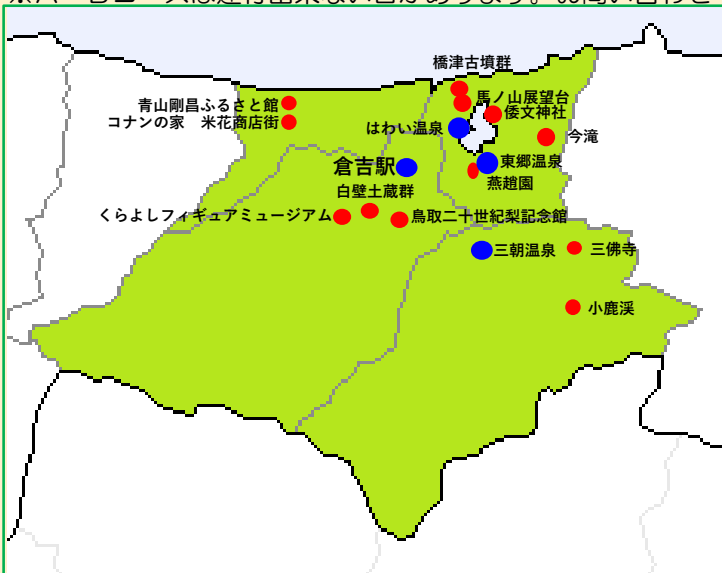 橋津古墳群
青山剛昌ふるさと館
馬ノ山展望台
コナンの家 米花商店街
倭文神社
はわい温泉
今滝
倉吉駅
東郷温泉
燕趙園
白壁土蔵群
くらよしフィギュアミュージアム
鳥取二十世紀梨記念館
三朝温泉
三佛寺
小鹿渓